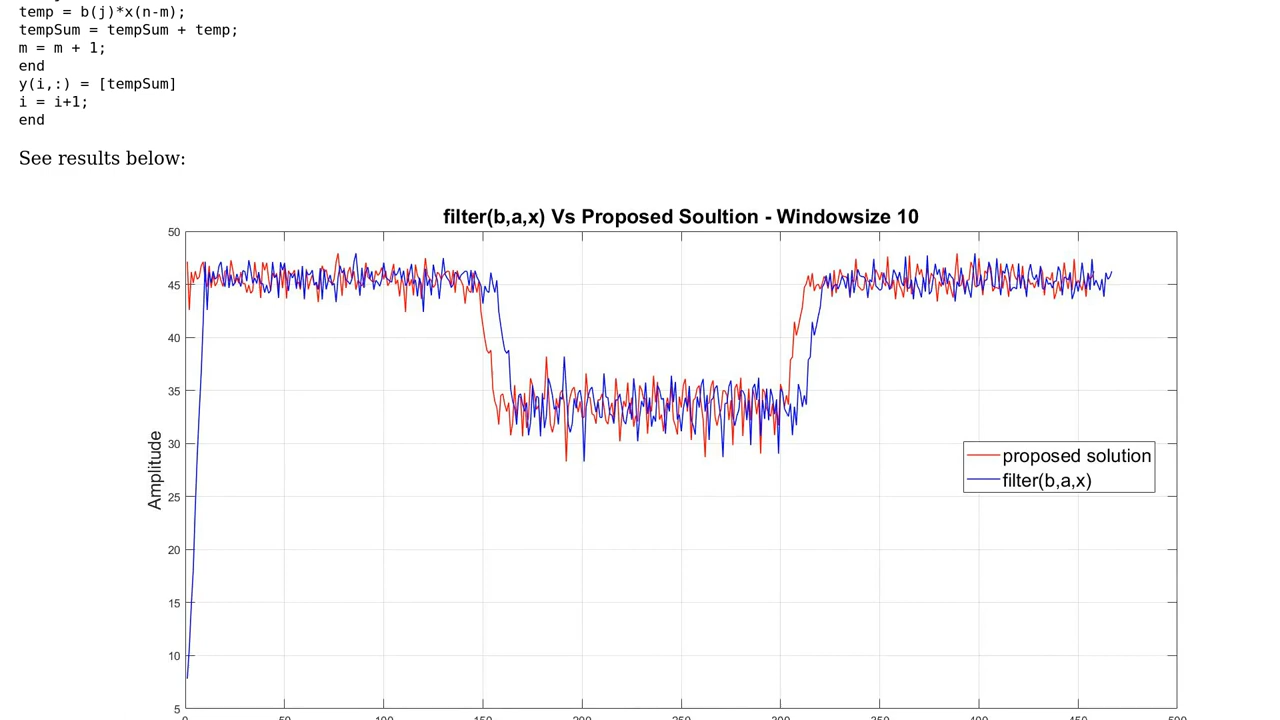 temp = b(j)*x(n-m);
tempSum = tempSum + temp;
m = m + 1;
end
y(i,:) = [tempSum]
i = i+1;
end
See results below:
filter(b,a,x) Vs Proposed Soultion - Windowsize 10
50
45
40
35
30
25
20
15
10
5
Amplitude
proposed solution
filter(b,a,x)
0 50 100 150 200 250 300 350 400 450 500